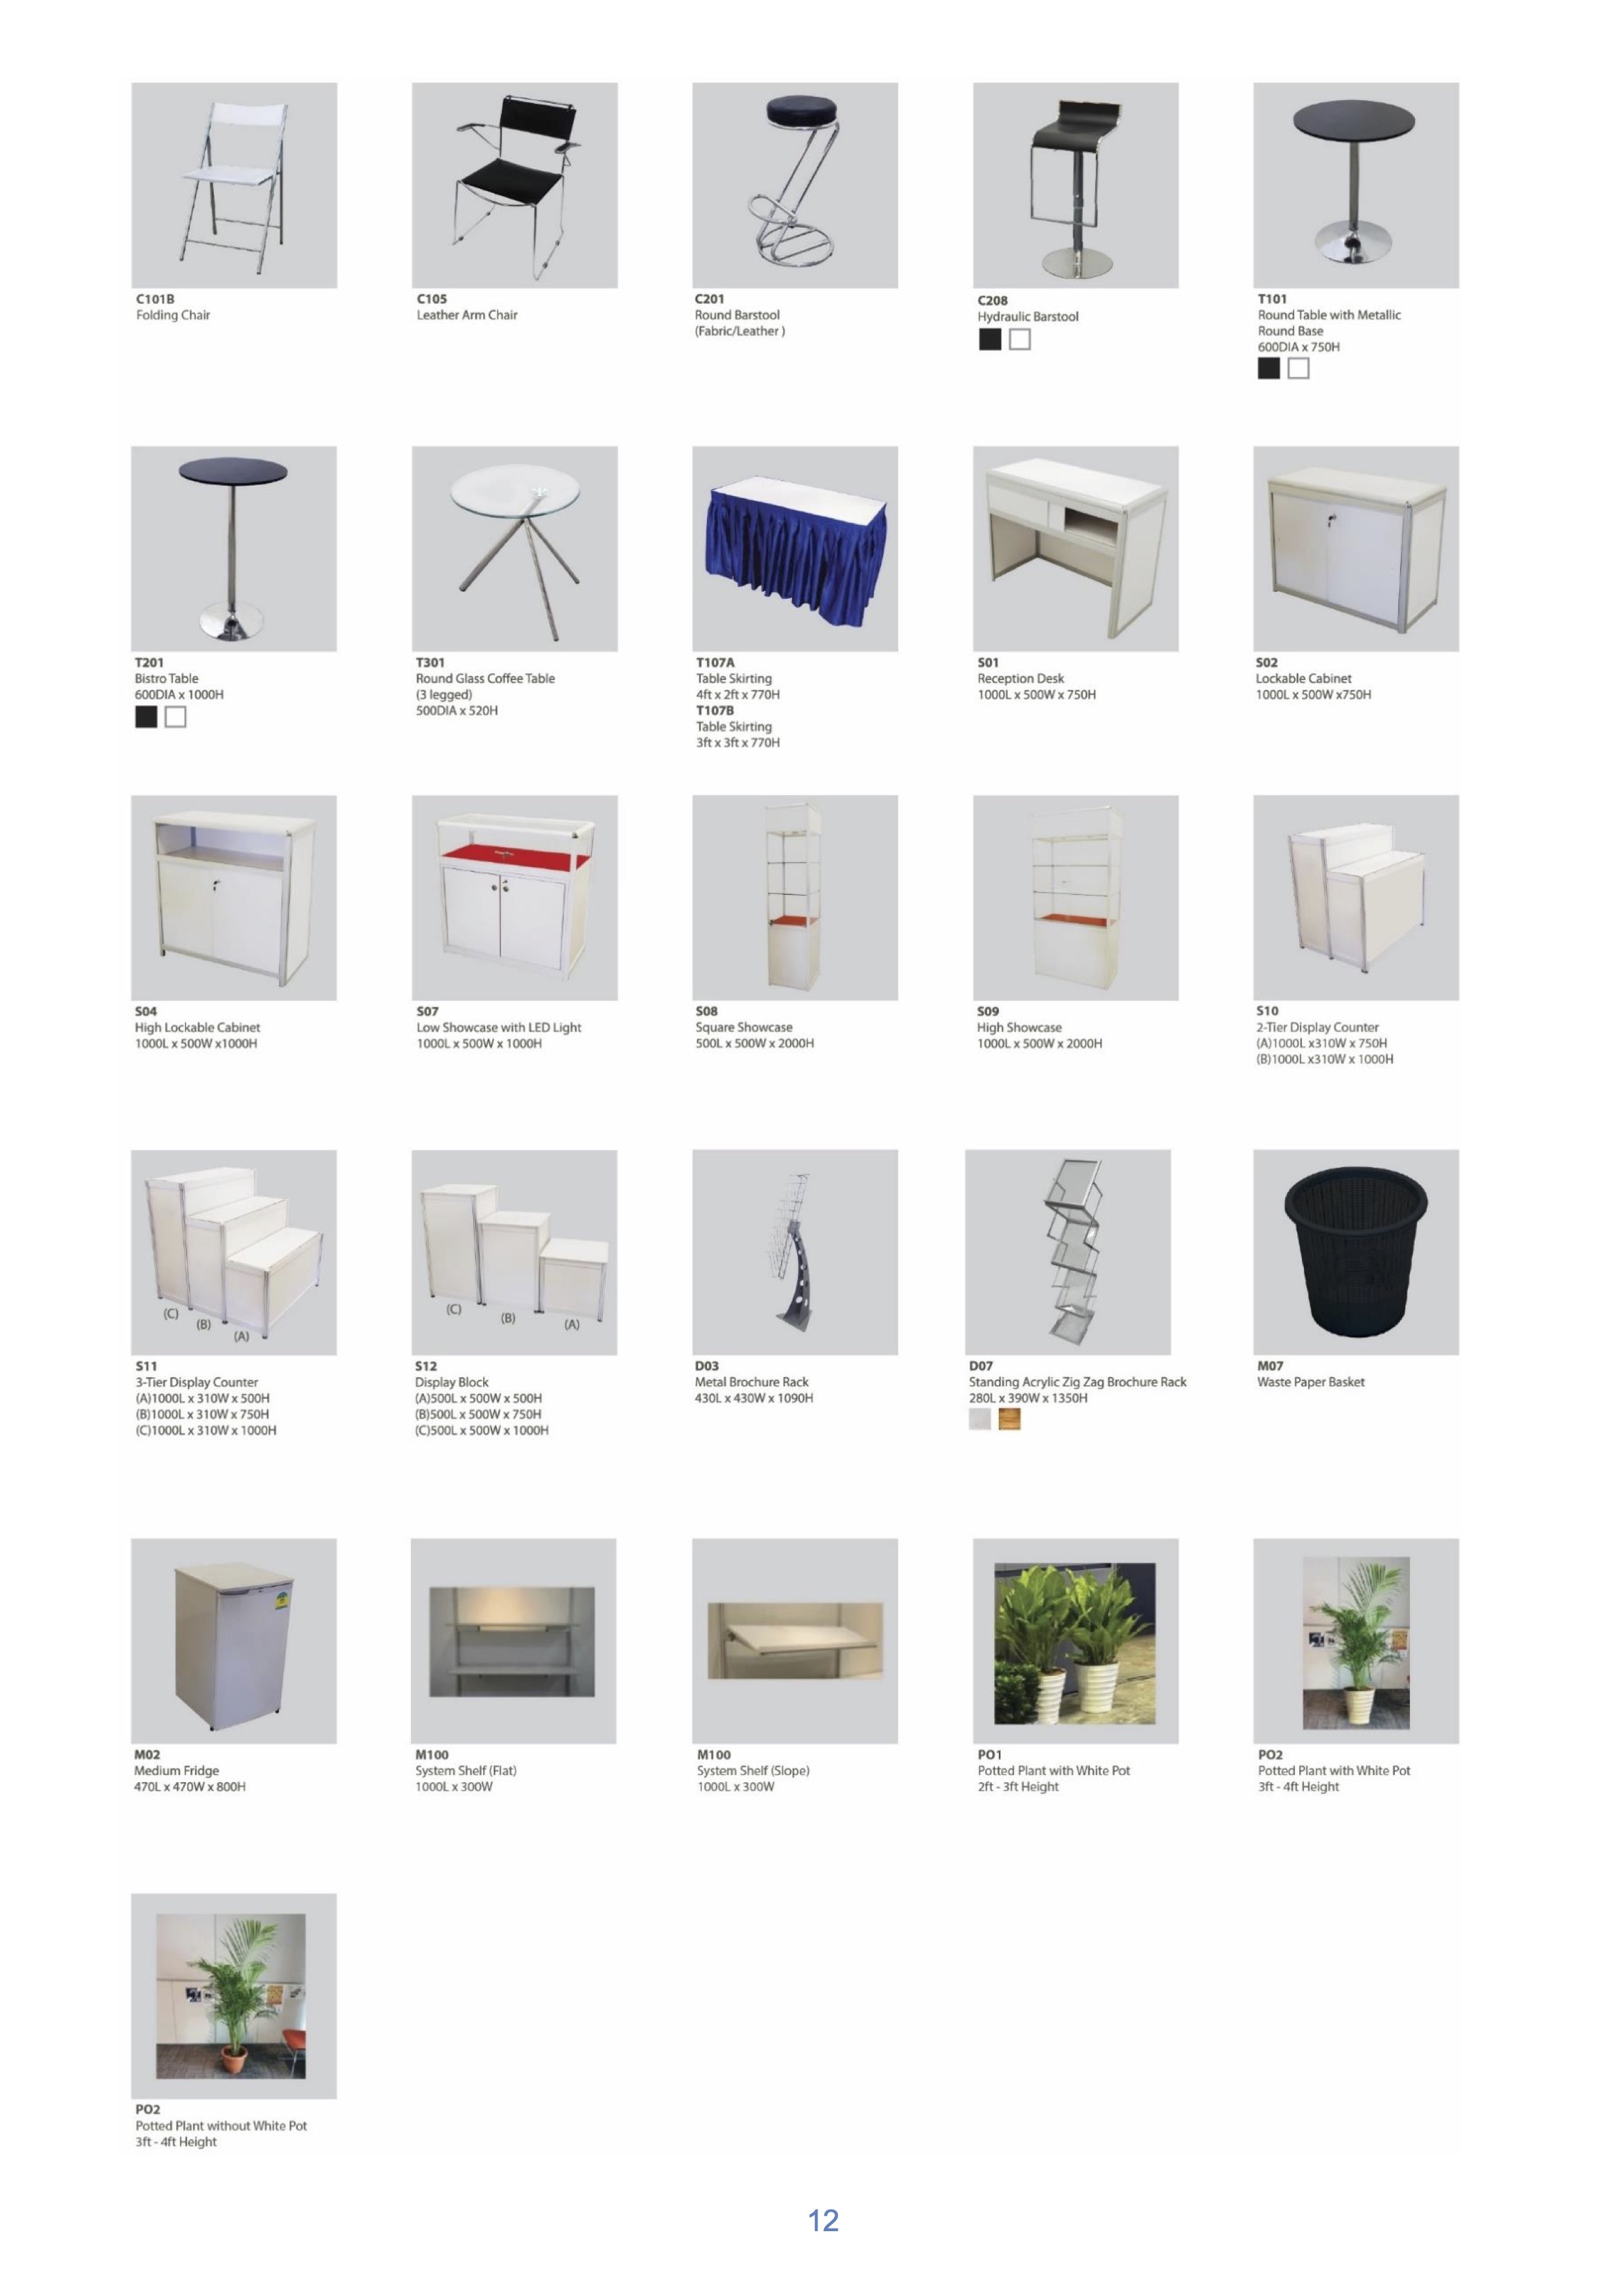 C101B
Folding Chair
C105
Leather Arm Chair
C201
Round Barstool
(Fabric/Leather )
C208
Hydraulic Barstool
T101
Round Table with Metallic
Round Base
600DIA x 750H
T201
Bistro Table
600DIA x 1000H
T301
Round Glass Coffee Table
(3 legged)
500DIA x 520H
T107A
Table Skirting
4ft x 2ft x 770H
T107B
Table Skirting
3ft x 3ft x 770H
S01
Reception Desk
1000L x 500W x 750H
S02
Lockable Cabinet
1000L x 500W x750H
S04
High Lockable Cabinet
1000L x 500W x1000H
S07
Low Showcase with LED Light
1000L x 500W x 1000H
S08
Square Showcase
500L x 500W x 2000H
S09
High Showcase
1000L x 500W x 2000H
S10
2-Tier Display Counter
(A)1000L x310W x 750H
(B)1000L x310W x 1000H
(C)
(B)
(A)
S11
3-Tier Display Counter
(A)1000L x 310W x 500H
(B)1000L x 310W x 750H
(C)1000L x 310W x 1000H
(C)
(B)
(A)
S12
Display Block
(A)500L x 500W x 500H
(B)500L x 500W x 750H
(C)500L x 500W x 1000H
D03
Metal Brochure Rack
430L x 430W x 1090H
D07
Standing Acrylic Zig Zag Brochure Rack
280L x 390W x 1350H
M07
Waste Paper Basket
M02
Medium Fridge
470L x 470W x 800H
M100
System Shelf (Flat)
1000L x 300W
M100
System Shelf (Slope)
1000L x 300W
PO1
Potted Plant with White Pot
2ft - 3ft Height
PO2
Potted Plant with White Pot
3ft - 4ft Height
PO2
Potted Plant without White Pot
3ft - 4ft Height
12